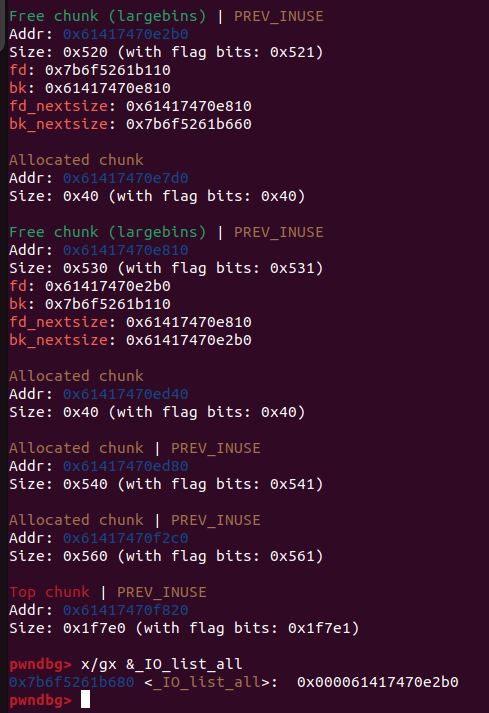 Free chunk (largebins) | PREV_INUSE
Addr: 0x61417470e2b0
Size: 0x520 (with flag bits: 0x521)
fd: 0x7b6f5261b110
bk: 0x61417470e810
fd_nextsize: 0x61417470e810
bk_nextsize: 0x7b6f5261b660
Allocated chunk
Addr: 0x61417470e7d0
Size: 0x40 (with flag bits: 0x40)
Free chunk (largebins) | PREV_INUSE
Addr: 0x61417470e810
Size: 0x530 (with flag bits: 0x531)
fd: 0x61417470e2b0
bk: 0x7b6f5261b110
fd_nextsize: 0x61417470e810
bk_nextsize: 0x61417470e2b0
Allocated chunk
Addr: 0x61417470ed40
Size: 0x40 (with flag bits: 0x40)
Allocated chunk | PREV_INUSE
Addr: 0x61417470ed80
Size: 0x540 (with flag bits: 0x541)
Allocated chunk | PREV_INUSE
Addr: 0x61417470f2c0
Size: 0x560 (with flag bits: 0x561)
Top chunk | PREV_INUSE
Addr: 0x61417470f820
Size: 0x1f7e0 (with flag bits: 0x1f7e1)
pwndbg> x/gx &_IO_list_all
0x7b6f5261b680 <_IO_list_all>: 0x000061417470e2b0
pwndbg>